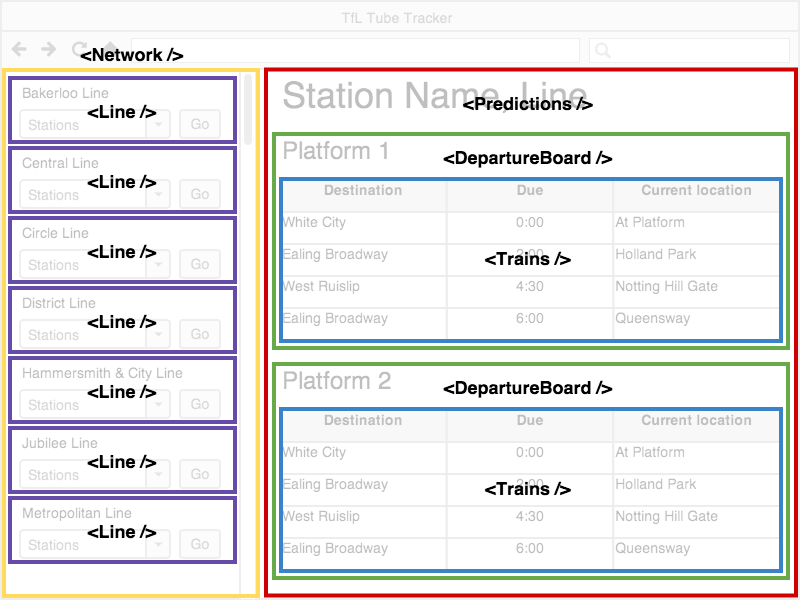 TfL Tube Tracker
<Network />
Bakerloo Line
<Line />
Stations Go
Central Line
<Line />
Stations Go
Circle Line
<Line />
Stations Go
District Line
<Line />
Stations Go
Hammersmith & City Line
<Line />
Stations Go
Jubilee Line
<Line />
Stations Go
Metropolitan Line
<Line />
Stations Go
Station Name, Line
<Predictions />
Platform 1
<DepartureBoard />
Destination Due Current location
White City 0:00 At Platform
Ealing Broadway Holland Park
<Trains />
West Ruislip 4:30 Notting Hill Gate
Ealing Broadway 6:00 Queensway
Platform 2
<DepartureBoard />
Destination Due Current location
White City 0:00 At Platform
Ealing Broadway Holland Park
<Trains />
West Ruislip 4:30 Notting Hill Gate
Ealing Broadway 6:00 Queensway